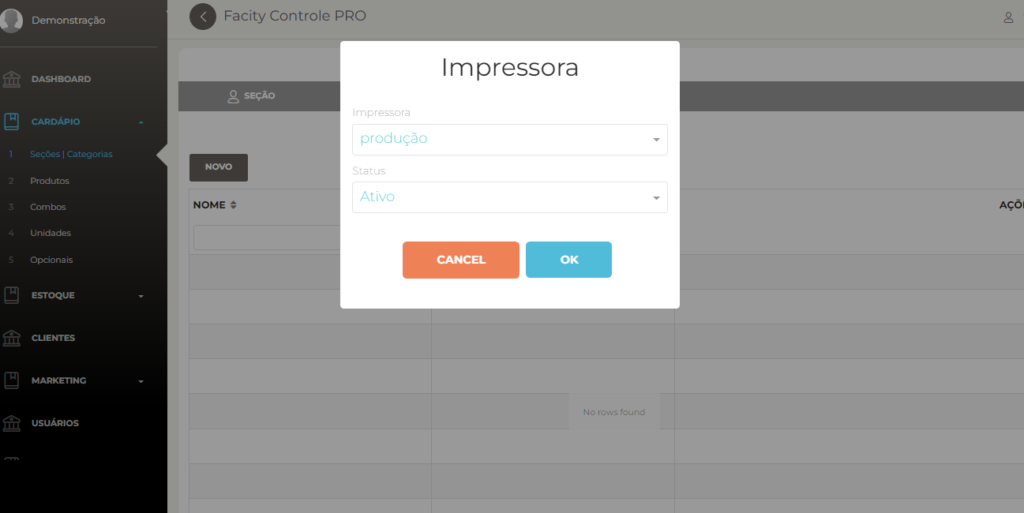 Demonstração
Facity Controle PRO
DASHBOARD
CARDÁPIO
1 Seções | Categorias
2 Produtos
3 Combos
4 Unidades
5 Opcionais
ESTOQUE
CLIENTES
MARKETING
USUÁRIOS
SEÇÃO
NOVO
NOME
AÇÕE
No rows found
Impressora
Impressora
produção
Status
Ativo
CANCEL OK